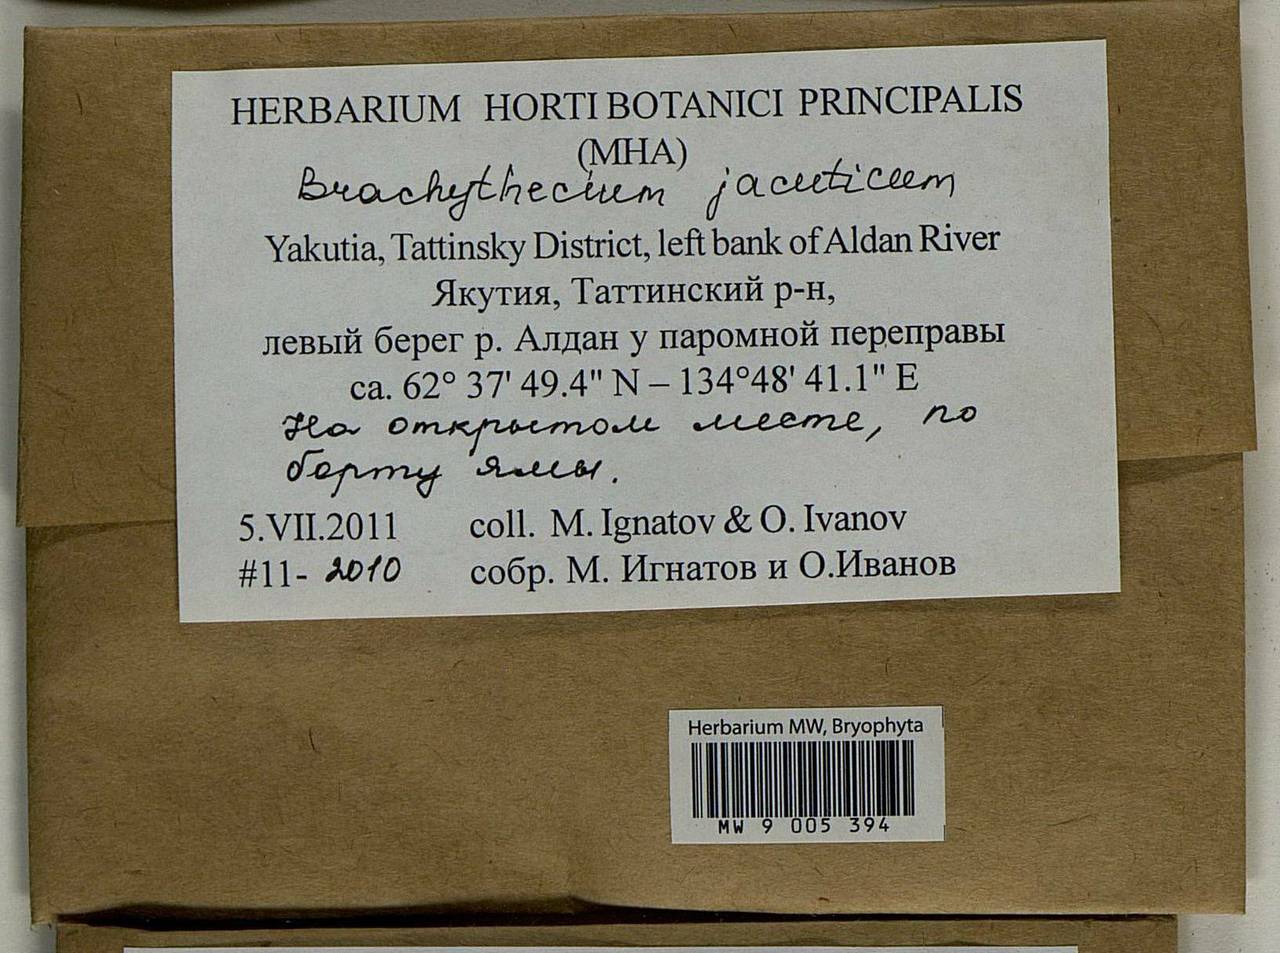 HERBARIUM HORTI BOTANICI PRINCIPALIS
(MHA)
Brachythecium jacuticum
Yakutia, Tattinsky District, left bank of Aldan River
Якутия, Таттинский р-н,
левый берег р. Алдан у паромной переправы
ca. 62° 37' 49.4" N – 134°48' 41.1" E
На открытом месте, по
борту ямы.
5.VII.2011 coll. M. Ignatov & O. Ivanov
#11- 2010 собр. М. Игнатов и О.Иванов
Herbarium MW, Bryophyta
MW 9 005 394